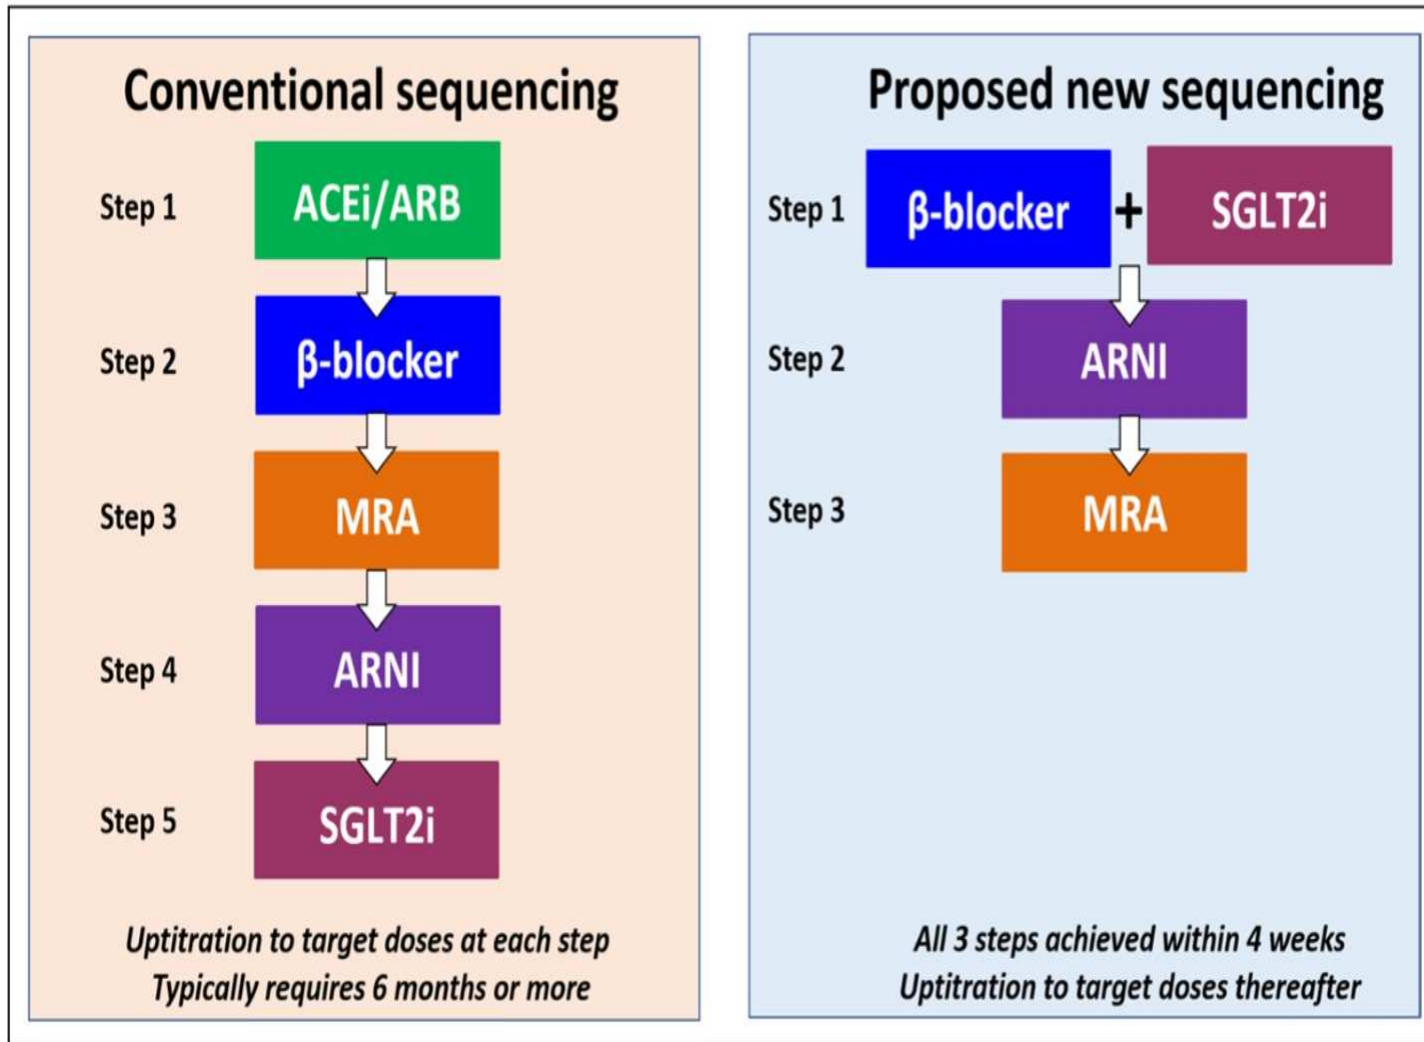 Conventional sequencing
Step 1
ACEi/ARB
Step 2
β-blocker
Step 3
MRA
Step 4
ARNI
Step 5
SGLT2i
Uptitration to target doses at each step
Typically requires 6 months or more
Proposed new sequencing
Step 1
β-blocker + SGLT2i
Step 2
ARNI
Step 3
MRA
All 3 steps achieved within 4 weeks
Uptitration to target doses thereafter